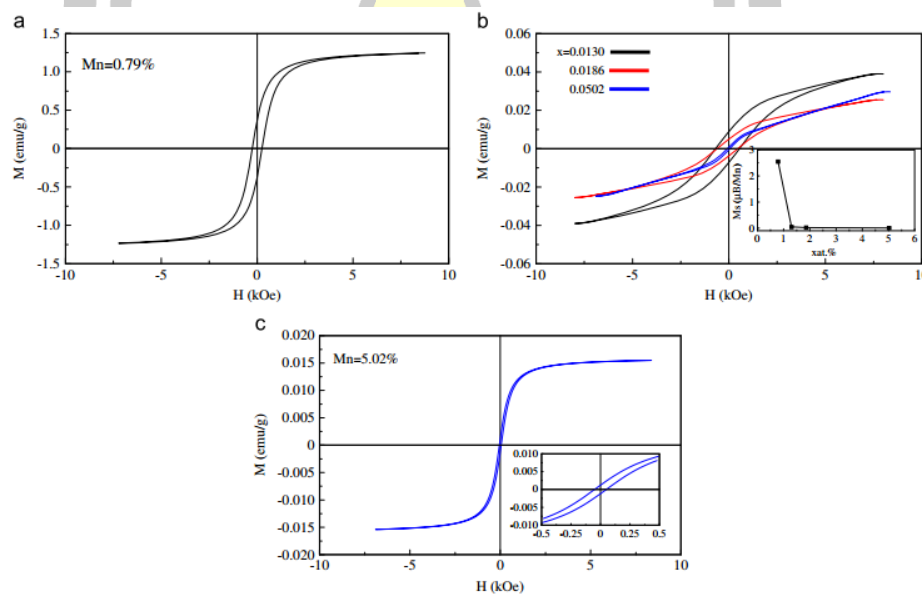 a
Mn=0.79%
1.5
1.0
0.5
0
-0.5
-1.0
-1.5
M (emu/g)
-10 -5 0 5 10
H (kOe)
b
x=0.0130
0.0186
0.0502
0.06
0.04
0.02
0
-0.02
-0.04
-0.06
M (emu/g)
-10 -5 0 5 10
H (kOe)
3
2
1
0
Ms (μB/Mn)
0 1 2 3 4 5 6
xat.%
c
Mn=5.02%
0.020
0.015
0.010
0.005
0
-0.005
-0.010
-0.015
-0.020
M (emu/g)
-10 -5 0 5 10
H (kOe)
0.010
0.005
0
-0.005
-0.010
-0.5 -0.25 0 0.25 0.5